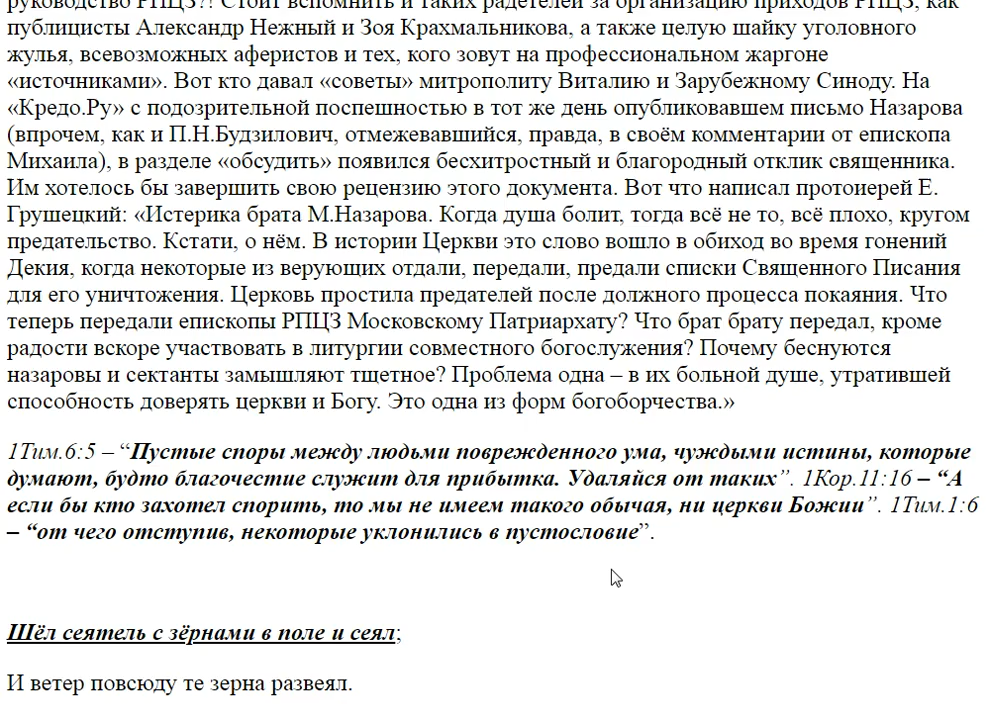 руководство РПЦЗ?! Стоит вспомнить и таких радетелей за организацию приходов РПЦЗ, как
публицисты Александр Нежный и Зоя Крахмальникова, а также целую шайку уголовного
жулья, всевозможных аферистов и тех, кого зовут на профессиональном жаргоне
«источниками». Вот кто давал «советы» митрополиту Виталию и Зарубежному Синоду. На
«Кредо.Ру» с подозрительной поспешностью в тот же день опубликовавшем письмо Назарова
(впрочем, как и П.Н.Будзилович, отмежевавшийся, правда, в своём комментарии от епископа
Михаила), в разделе «обсудить» появился бесхитростный и благородный отклик священника.
Им хотелось бы завершить свою рецензию этого документа. Вот что написал протоиерей Е.
Грушецкий: «Истерика брата М.Назарова. Когда душа болит, тогда всё не то, всё плохо, кругом
предательство. Кстати, о нём. В истории Церкви это слово вошло в обиход во время гонений
Декия, когда некоторые из верующих отдали, передали, предали списки Священного Писания
для его уничтожения. Церковь простила предателей после должного процесса покаяния. Что
теперь передали епископы РПЦЗ Московскому Патриархату? Что брат брату передал, кроме
радости вскоре участвовать в литургии совместного богослужения? Почему беснуются
назаровы и сектанты замышляют тщетное? Проблема одна – в их больной душе, утратившей
способность доверять церкви и Богу. Это одна из форм богоборчества.»
1Тим.6:5 – “Пустые споры между людьми поврежденного ума, чуждыми истины, которые
думают, будто благочестие служит для прибытка. Удаляйся от таких”. 1Кор.11:16 – “А
если бы кто захотел спорить, то мы не имеем такого обычая, ни церкви Божии”. 1Тим.1:6
– “от чего отступив, некоторые уклонились в пустословие”.
Шёл сеятель с зёрнами в поле и сеял;
И ветер повсюду те зерна развеял.